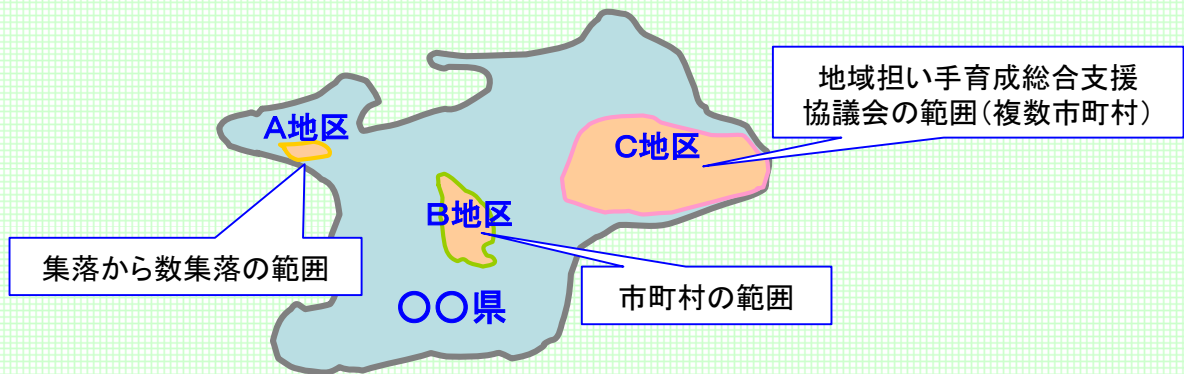 地域担い手育成総合支援
協議会の範囲(複数市町村)
A地区
C地区
B地区
集落から数集落の範囲
市町村の範囲
○○県